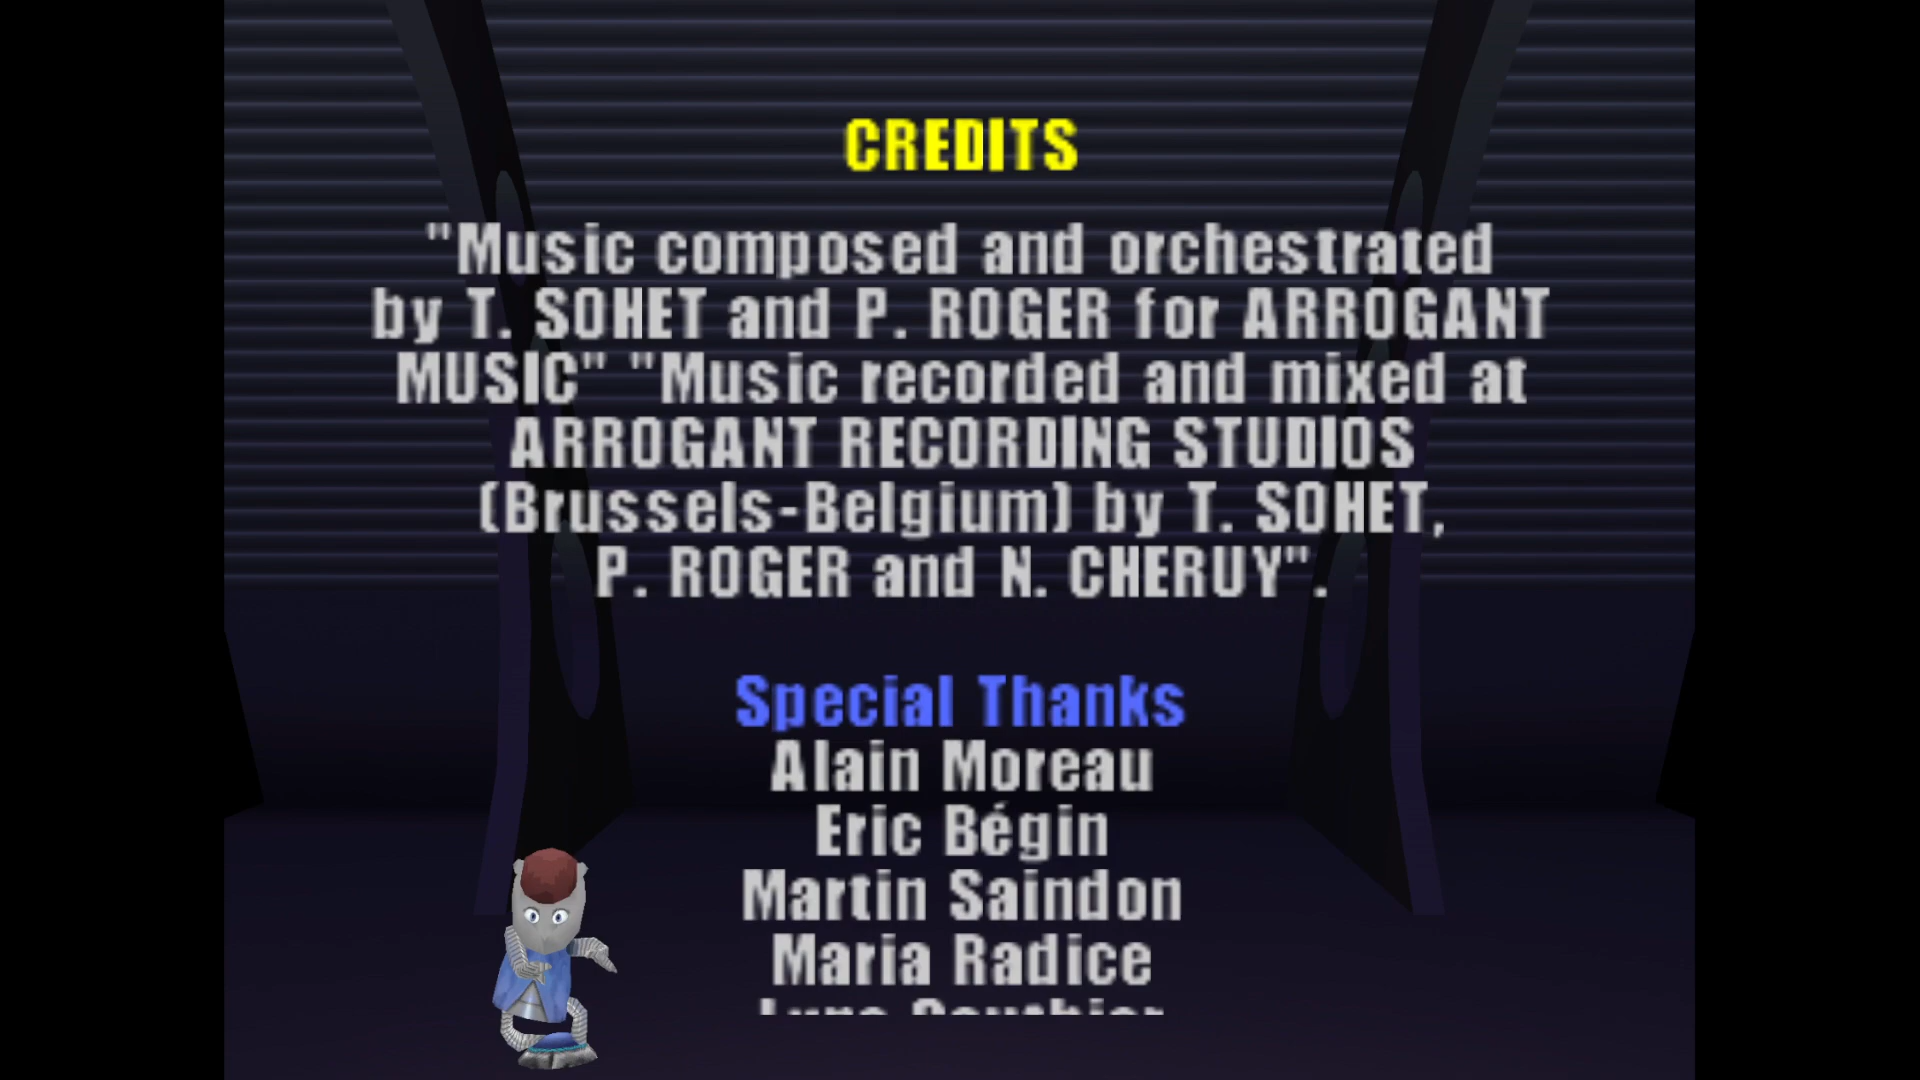 CREDITS
"Music composed and orchestrated
by T. SOHET and P. ROGER for ARROGANT
MUSIC" "Music recorded and mixed at
ARROGANT RECORDING STUDIOS
(Brussels-Belgium) by T. SOHET,
P. ROGER and N. CHERUY".
Special Thanks
Alain Moreau
Eric Bégin
Martin Saindon
Maria Radice